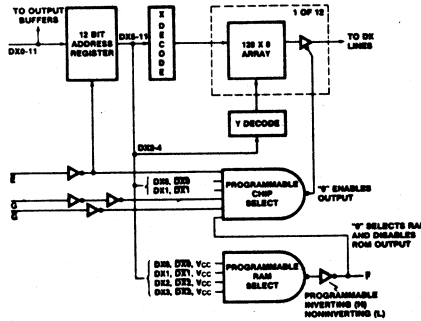 TO OUTPUT
BUFFERS
DX0-11
12 BIT
ADDRESS
REGISTER
DX5-11
X
DECODE
1 OF 12
128 X 8
ARRAY
TO DX
LINES
Y DECODE
DX0-4
E
G
DX0, DX0
DX1, DX1
PROGRAMMABLE
CHIP
SELECT
"0" ENABLES
OUTPUT
"0" SELECTS RA
AND DISABLES
ROM OUTPUT
DX0, DX0, VCC
DX1, DX1, VCC
DX2, DX2, VCC
DX3, DX3, VCC
PROGRAMMABLE
RAM
SELECT
PROGRAMMABLE
INVERTING (H)
NONINVERTING (L)